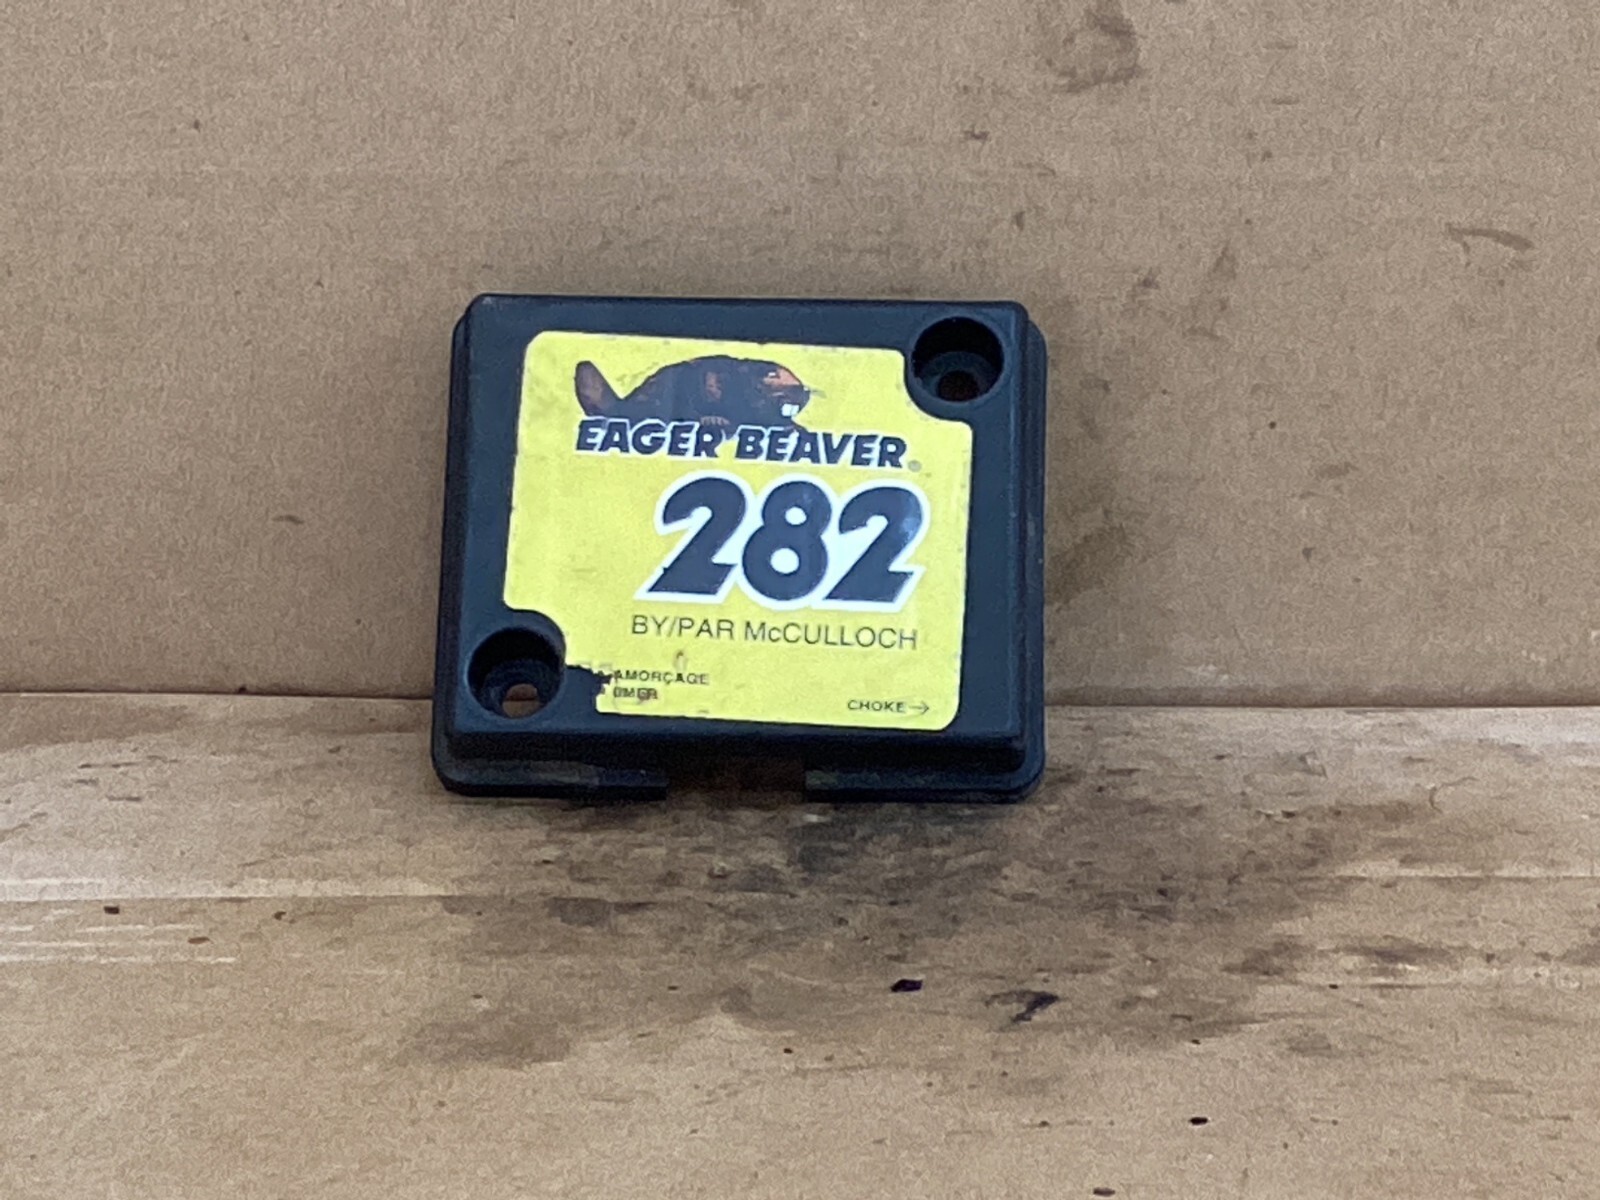 EAGER BEAVER®
282
BY/PAR McCULLOCH
AMORÇAGE
CHOKE→